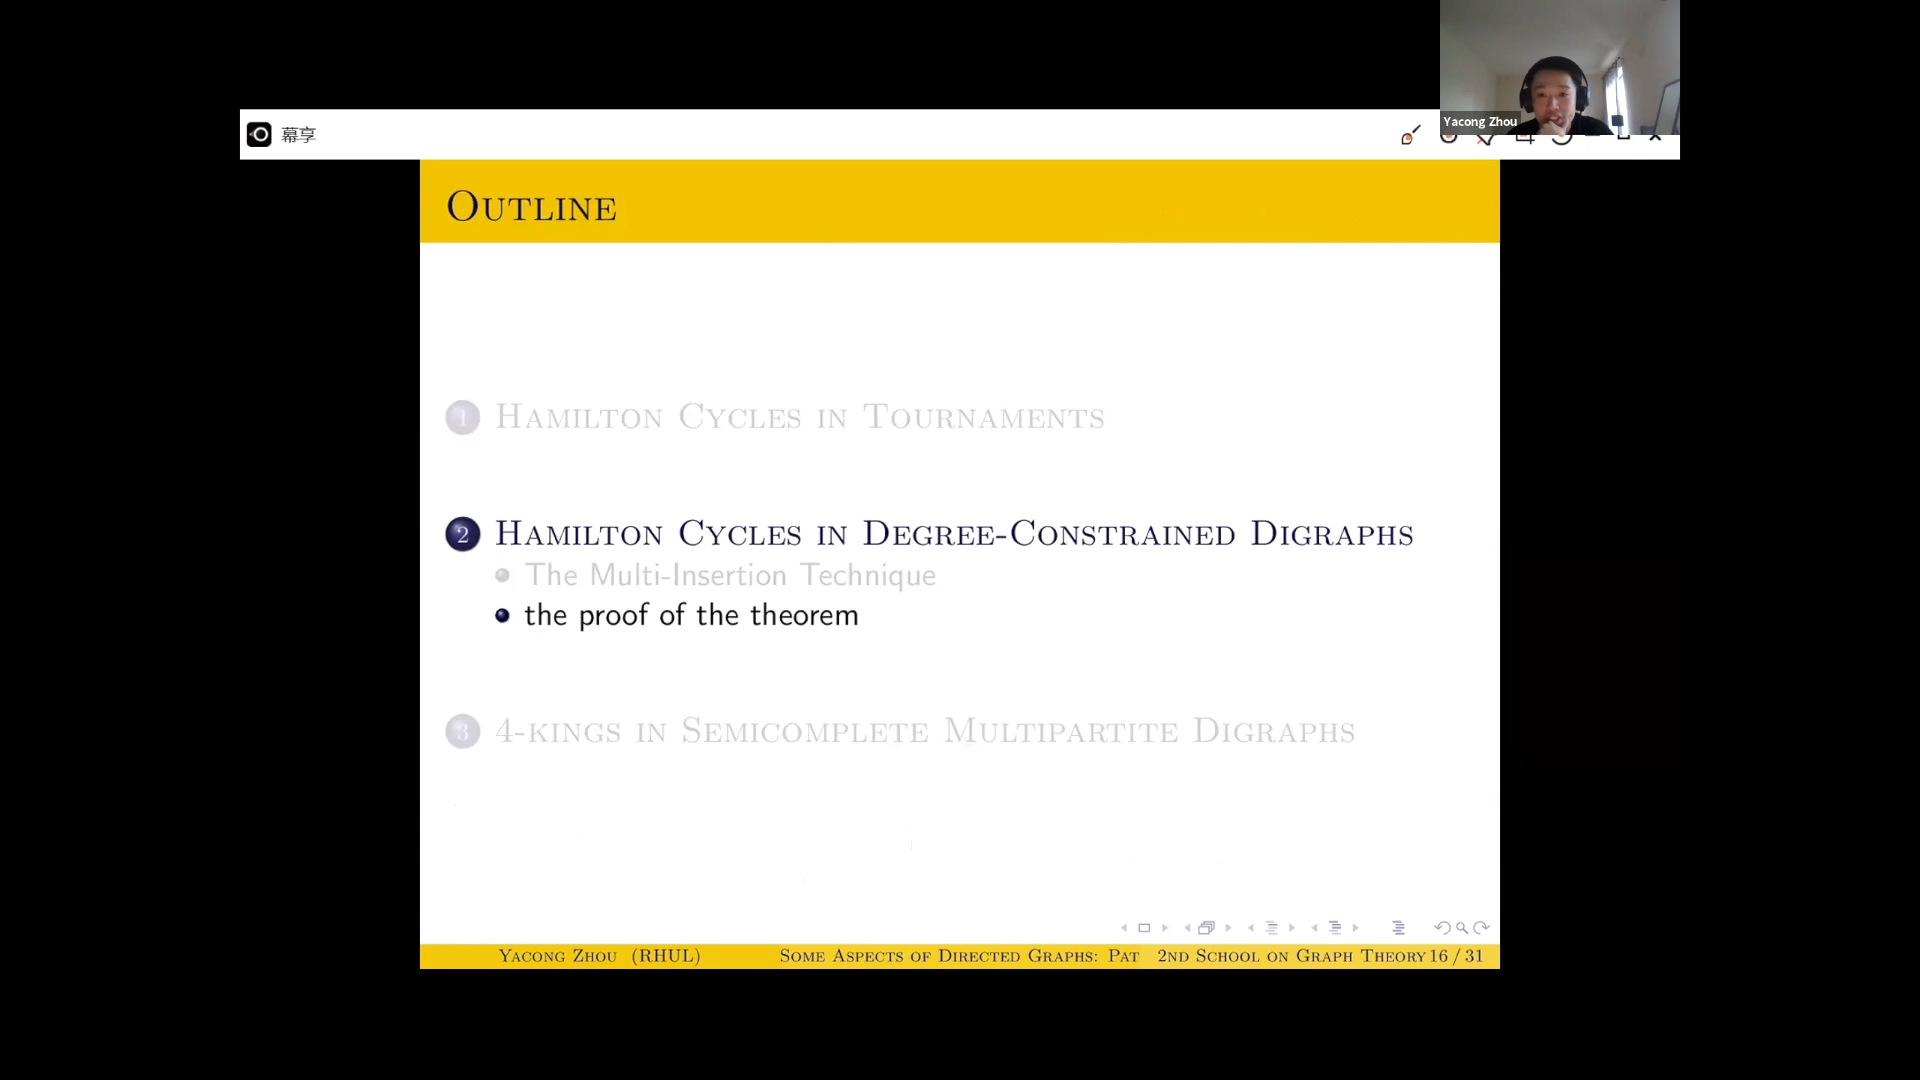 Yacong Zhou
幕享
Outline
1 Hamilton Cycles in Tournaments
2 Hamilton Cycles in Degree-Constrained Digraphs
The Multi-Insertion Technique
the proof of the theorem
3 4-kings in Semicomplete Multipartite Digraphs
Yacong Zhou (RHUL) Some Aspects of Directed Graphs: Pat 2nd School on Graph Theory 16 / 31